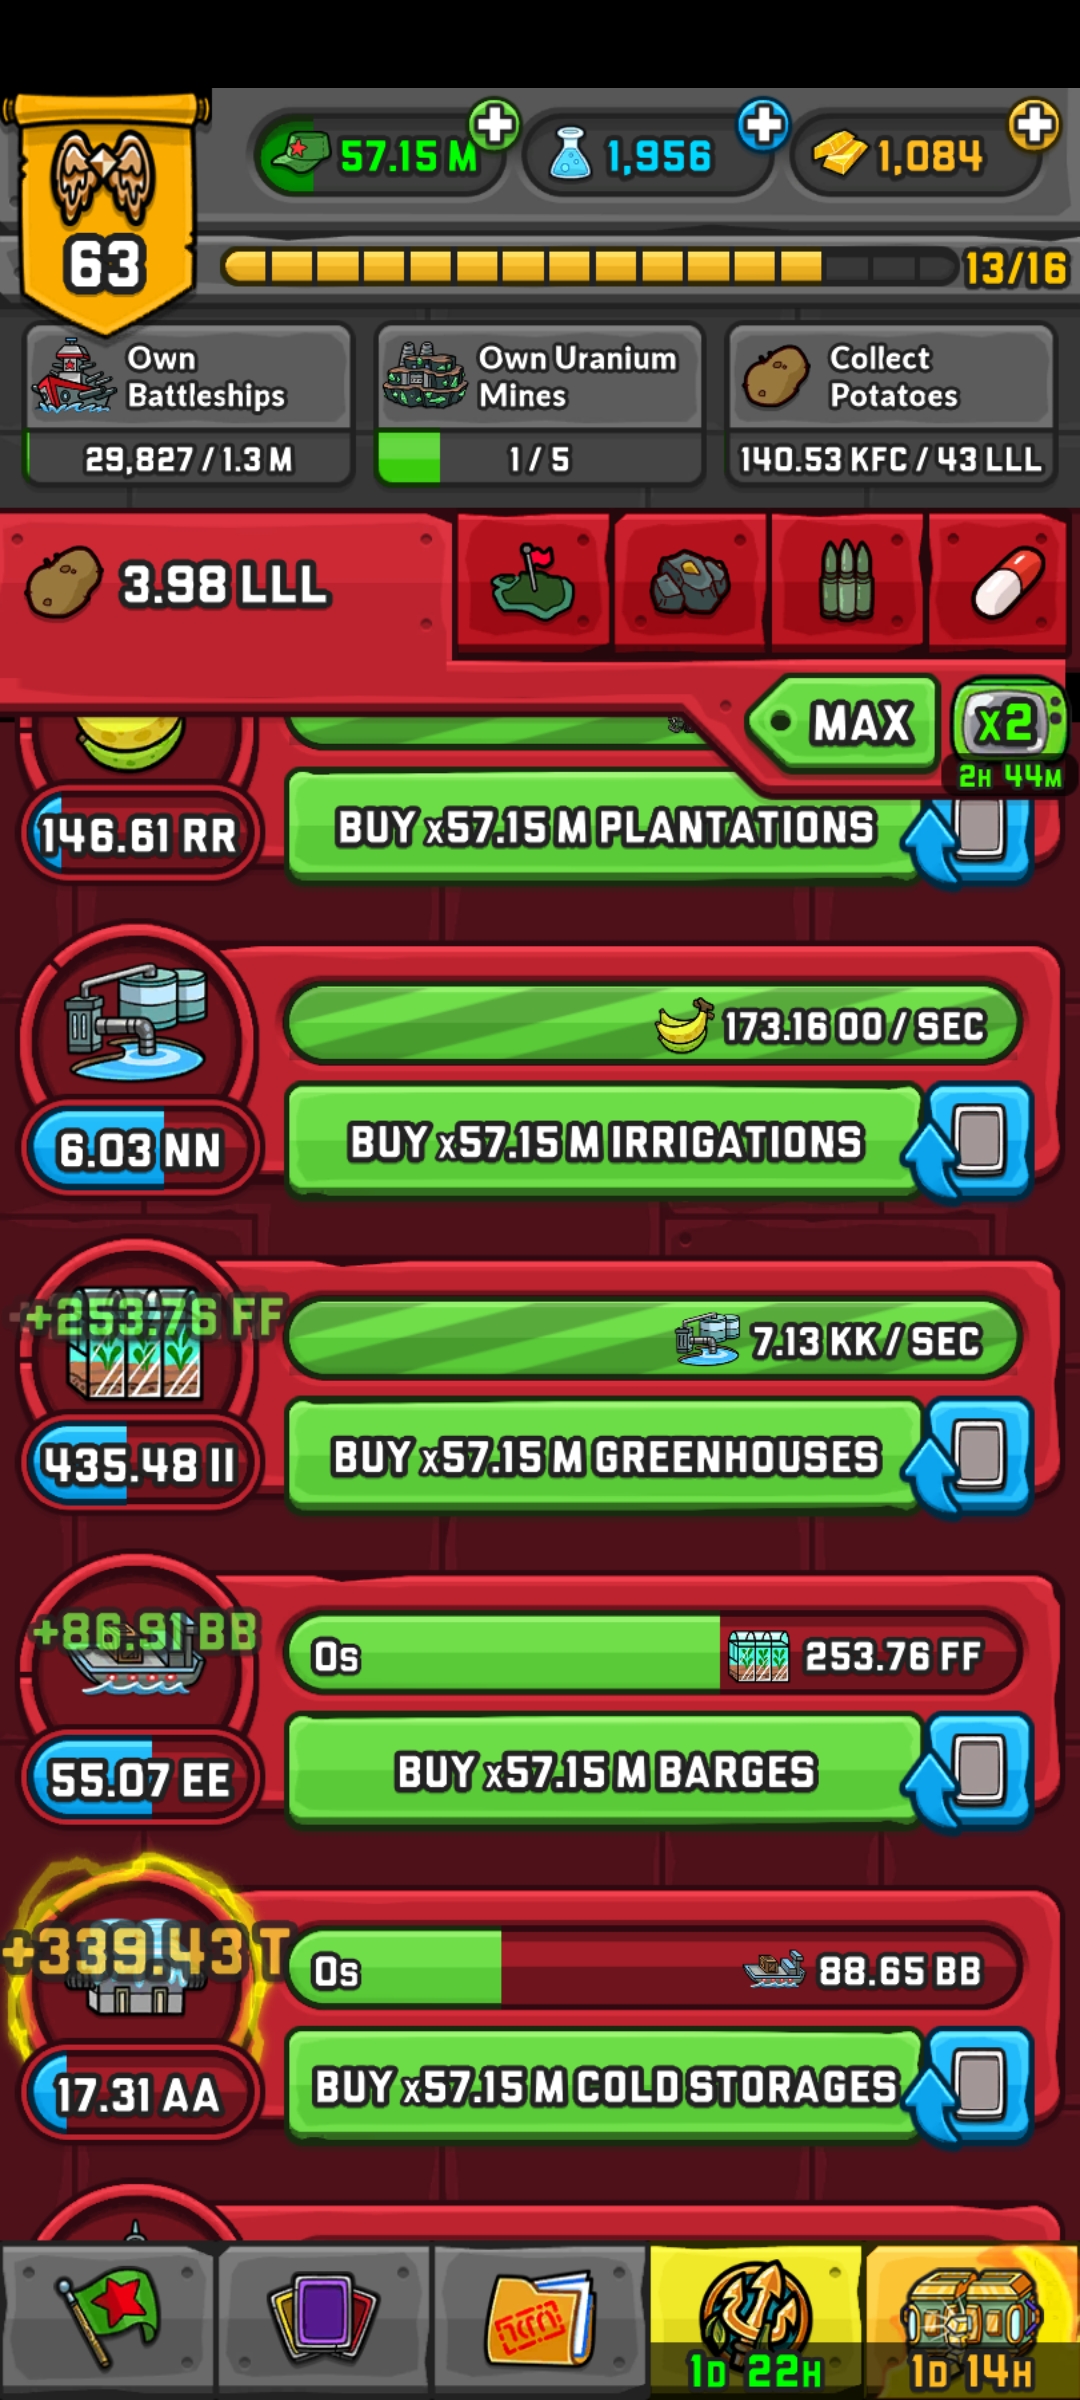 57.15 M
1,956
1,084
63
13/16
Own
Battleships
29,827 / 1.3 M
Own Uranium
Mines
1 / 5
Collect
Potatoes
140.53 KFC / 43 LLL
3.98 LLL
MAX
x2
2H 44M
146.61 RR
BUY x57.15 M PLANTATIONS
173.16 OO / SEC
6.03 NN
BUY x57.15 M IRRIGATIONS
+253.76 FF
7.13 KK / SEC
435.48 II
BUY x57.15 M GREENHOUSES
+86.91 BB
0s
253.76 FF
55.07 EE
BUY x57.15 M BARGES
+339.43 T
0s
88.65 BB
17.31 AA
BUY x57.15 M COLD STORAGES
1D 22H
1D 14H